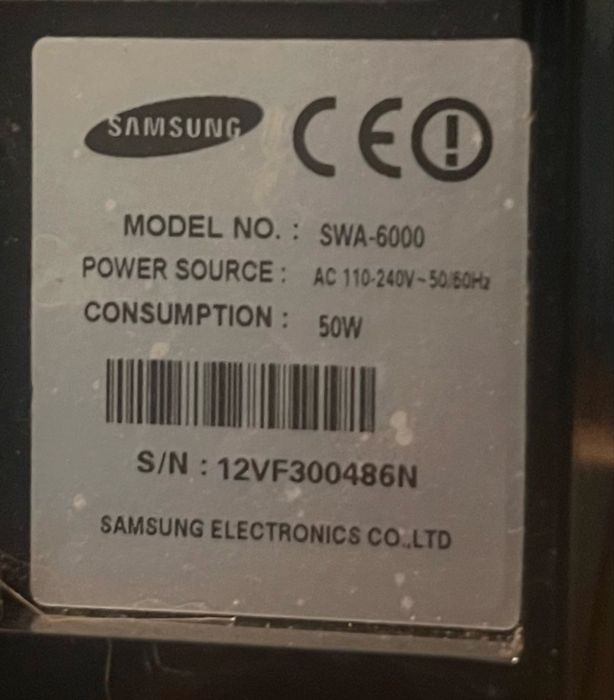 SAMSUNG CE
MODEL NO. : SWA-6000
POWER SOURCE : AC 110-240V~50/60Hz
CONSUMPTION : 50W
S/N : 12VF300486N
SAMSUNG ELECTRONICS CO.,LTD